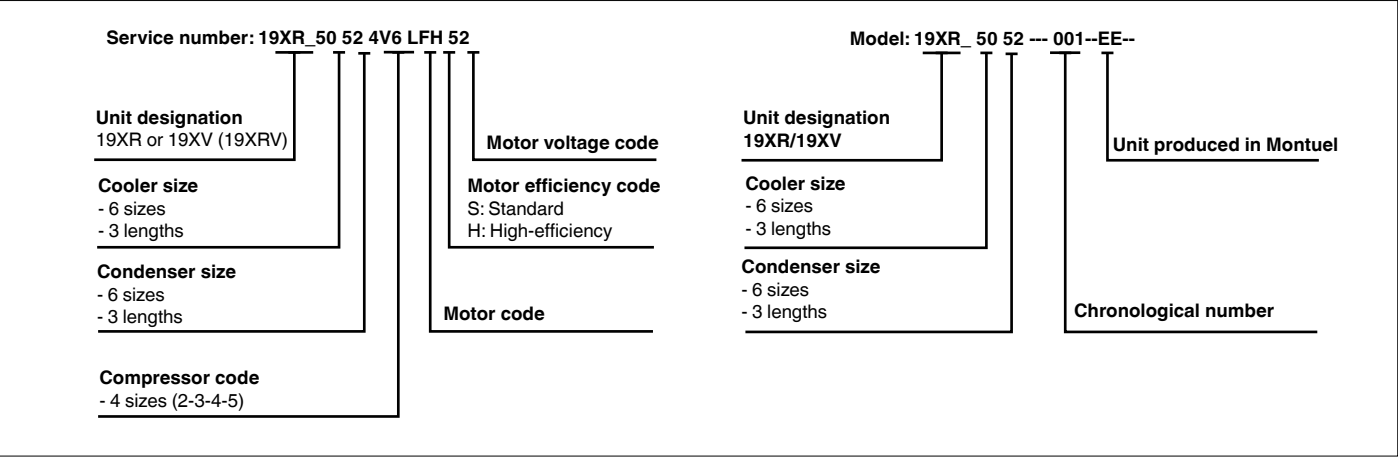 Service number: 19XR_50 52 4V6 LFH 52
Unit designation
19XR or 19XV (19XRV)
Cooler size
- 6 sizes
- 3 lengths
Condenser size
- 6 sizes
- 3 lengths
Compressor code
- 4 sizes (2-3-4-5)
Motor voltage code
Motor efficiency code
S: Standard
H: High-efficiency
Motor code
Model: 19XR_ 50 52 --- 001--EE--
Unit designation
19XR/19XV
Cooler size
- 6 sizes
- 3 lengths
Condenser size
- 6 sizes
- 3 lengths
Unit produced in Montuel
Chronological number